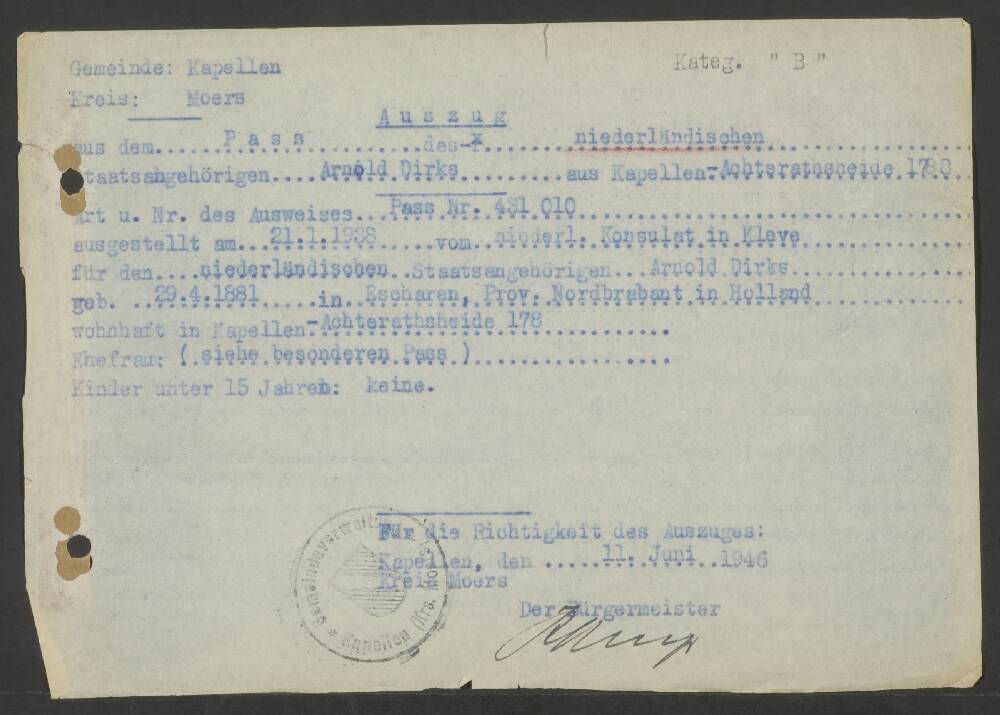 Gemeinde: Kapellen
Kateg. " B "
Kreis: Moers
Auszug
aus dem.....Pass..........des-r.......niederländischen
Staatsangehörigen....Arnold Dirks..........aus Kapellen.-Achterathsheide 178
Art u. Nr. des Ausweises...Pass Nr. 431 010
ausgestellt am...21.1.1938.....vom..niederl. Konsulat in Kleve
für den....niederländischen..Staatsangehörigen...Arnold Dirks
geb. ..29.4.1881.....in...Escharen, Prov. Nordbrabant in Holland
wohnhaft in Kapellen.-Achterathsheide 178
Ehefrau: (.siehe besonderen Pass.)
Kinder unter 15 Jahren: keine.
Für die Richtigkeit des Auszuges:
Kapellen, den .....11. Juni....1946
Kreis Moers
Der Bürgermeister
Gemeindeverwaltung
* Kapellen (Krs. Moers)